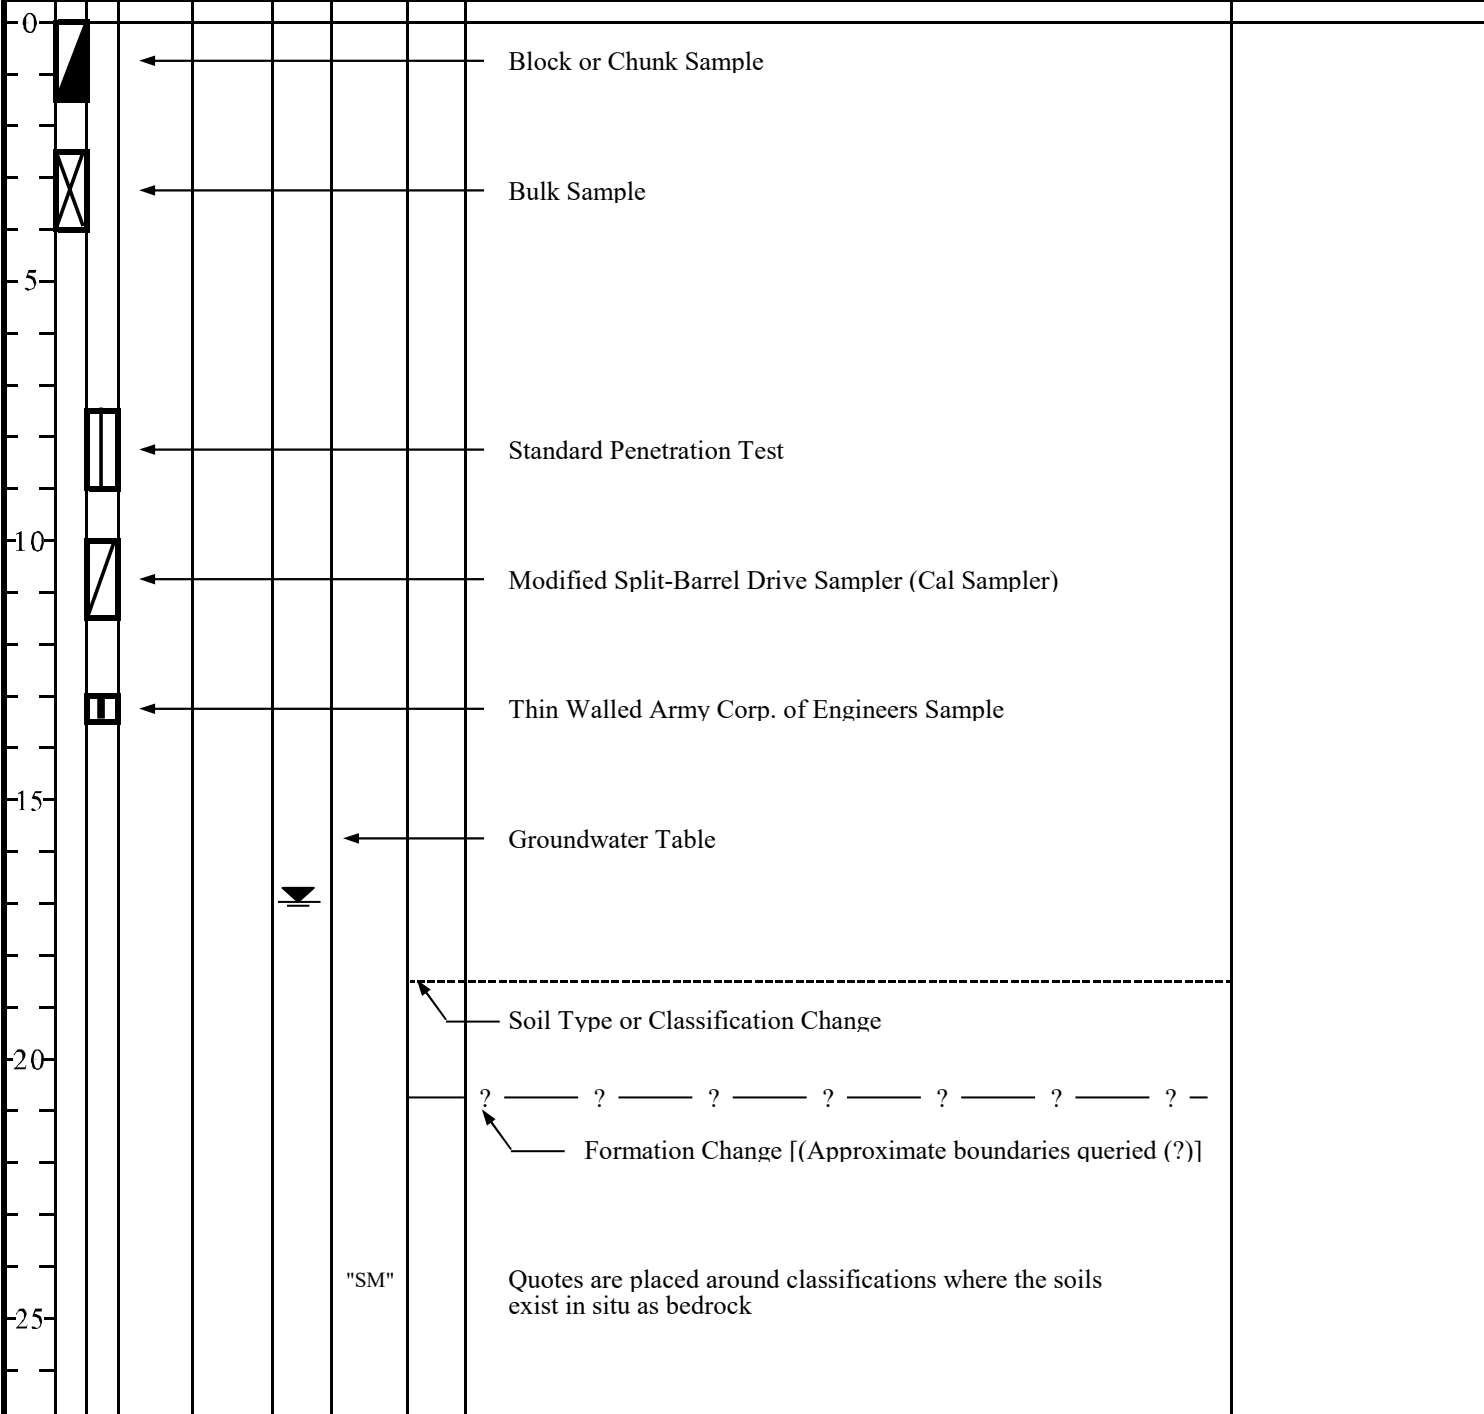 0
Block or Chunk Sample
Bulk Sample
5
Standard Penetration Test
10
Modified Split-Barrel Drive Sampler (Cal Sampler)
Thin Walled Army Corp. of Engineers Sample
15
Groundwater Table
Soil Type or Classification Change
20
? ? ? ? ? ? ?
Formation Change [(Approximate boundaries queried (?)]
"SM" Quotes are placed around classifications where the soils
exist in situ as bedrock
25